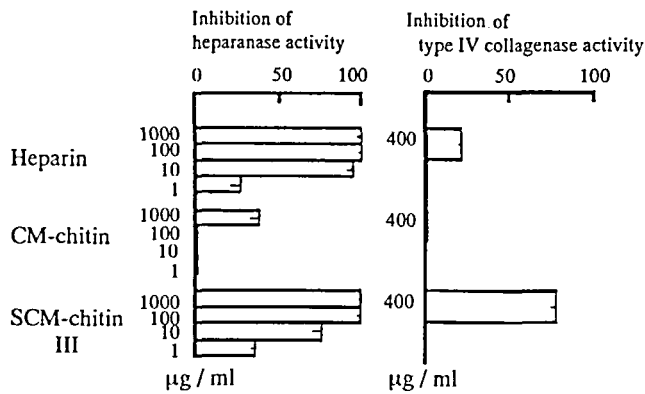 Inhibition of
heparanase activity
0 50 100
Heparin
1000
100
10
1
CM-chitin
1000
100
10
1
SCM-chitin
III
1000
100
10
1
μg / ml
Inhibition of
type IV collagenase activity
0 50 100
400
400
400
μg / ml